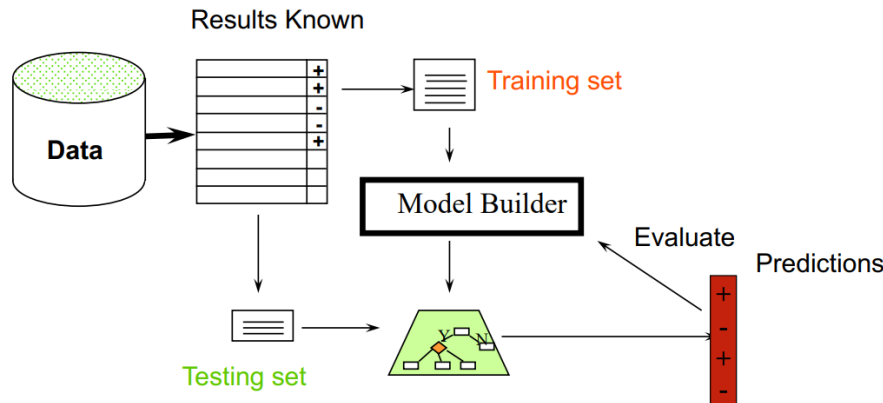 Results Known
+
+
-
-
+
Training set
Data
Model Builder
Evaluate
Predictions
+
-
+
-
Y
N
Testing set